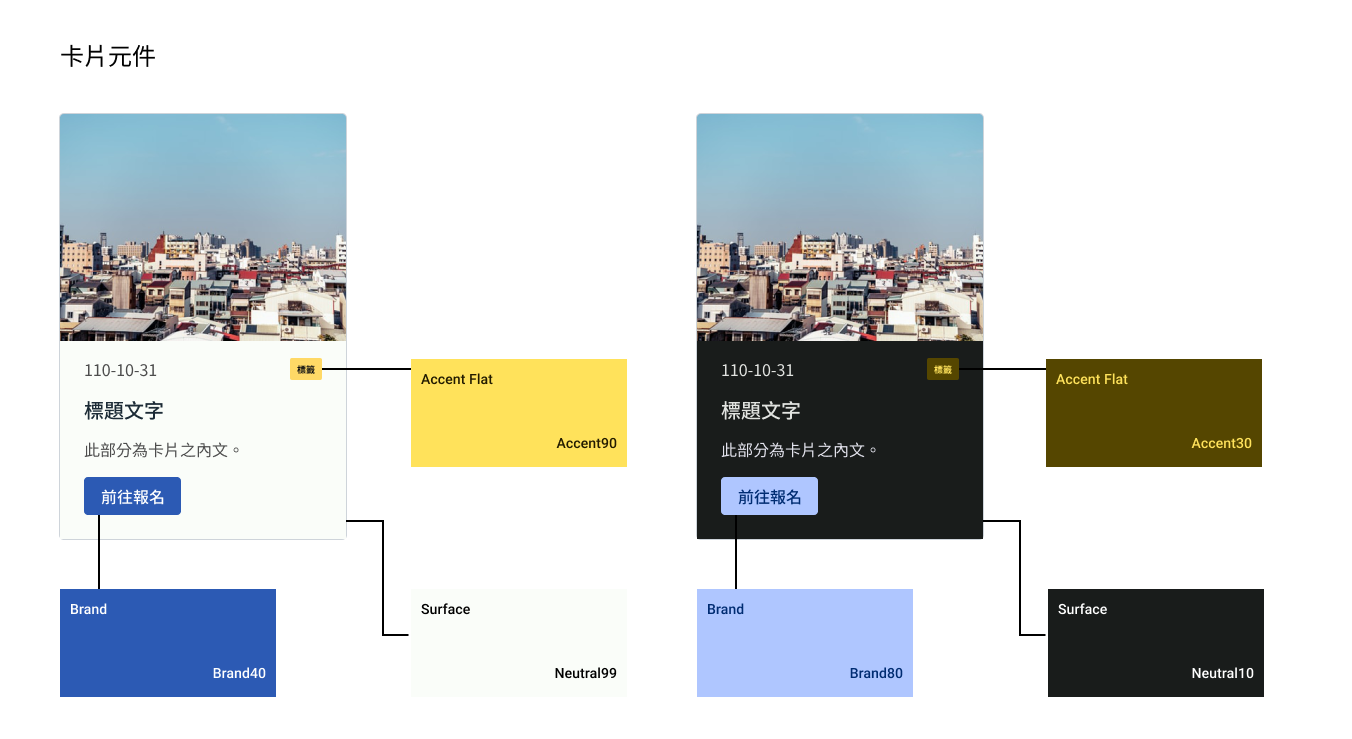 卡片元件
110-10-31
標籤
標題文字
此部分為卡片之內文。
前往報名
Accent Flat
Accent90
Brand
Brand40
Surface
Neutral99
110-10-31
標籤
標題文字
此部分為卡片之內文。
前往報名
Accent Flat
Accent30
Brand
Brand80
Surface
Neutral10